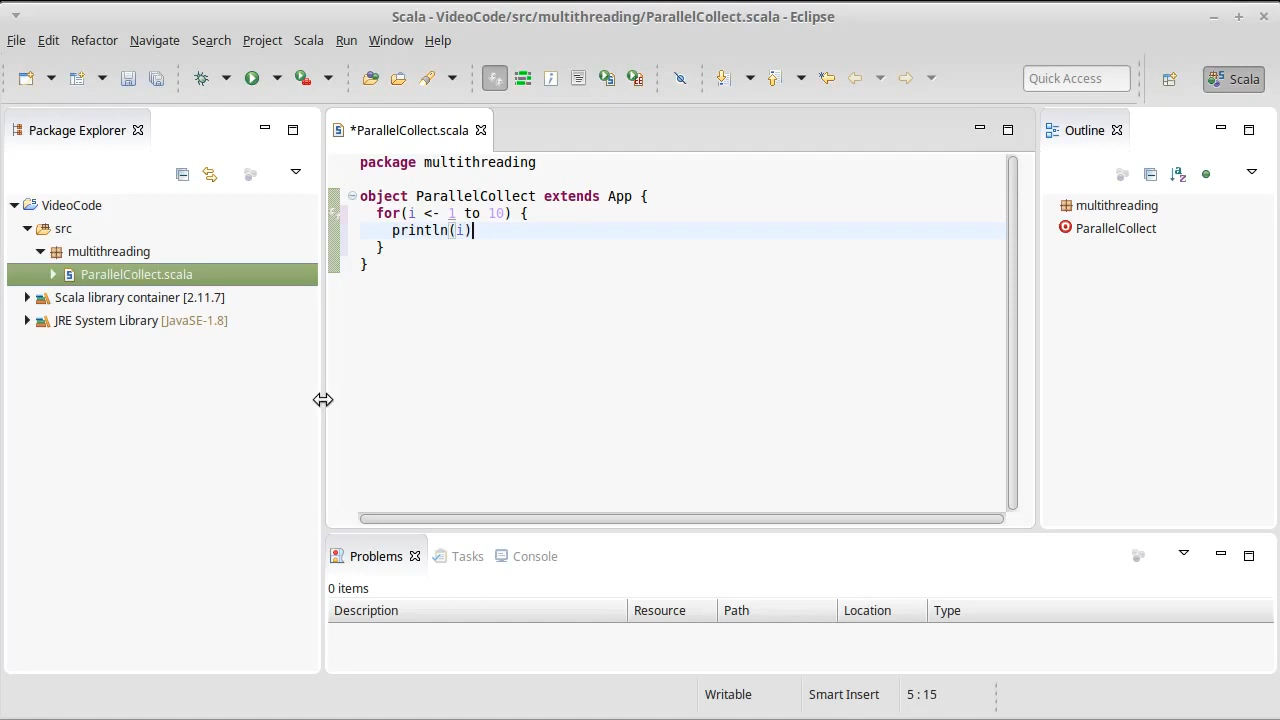 Scala - VideoCode/src/multithreading/ParallelCollect.scala - Eclipse
File Edit Refactor Navigate Search Project Scala Run Window Help
Quick Access
Scala
Package Explorer
VideoCode
src
multithreading
ParallelCollect.scala
Scala library container [2.11.7]
JRE System Library [JavaSE-1.8]
*ParallelCollect.scala
package multithreading
object ParallelCollect extends App {
for(i <- 1 to 10) {
println(i)
}
}
Outline
multithreading
ParallelCollect
Problems Tasks Console
0 items
Description Resource Path Location Type
Writable Smart Insert 5 : 15